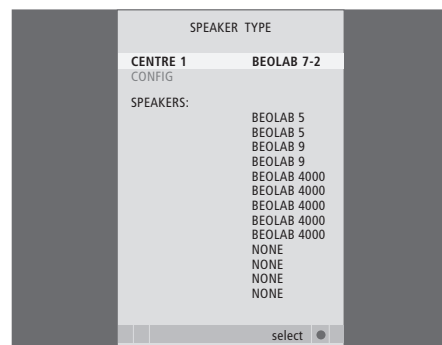 SPEAKER TYPE
CENTRE 1 BEOLAB 7-2
CONFIG
SPEAKERS:
BEOLAB 5
BEOLAB 5
BEOLAB 9
BEOLAB 9
BEOLAB 4000
BEOLAB 4000
BEOLAB 4000
BEOLAB 4000
BEOLAB 4000
NONE
NONE
NONE
NONE
select